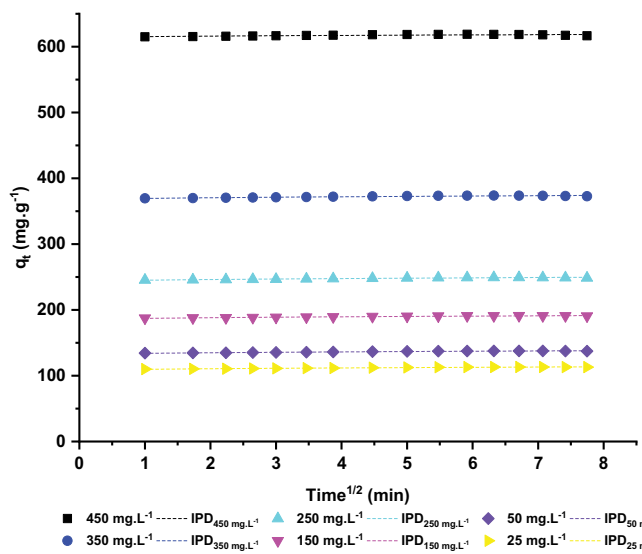 600
500
400
300
200
100
0
qt (mg.g-1)
0 1 2 3 4 5 6 7 8
Time1/2 (min)
450 mg.L-1 IPD450 mg.L-1 250 mg.L-1 IPD250 mg.L-1 50 mg.L-1 IPD50 m
350 mg.L-1 IPD350 mg.L-1 150 mg.L-1 IPD150 mg.L-1 25 mg.L-1 IPD25 m